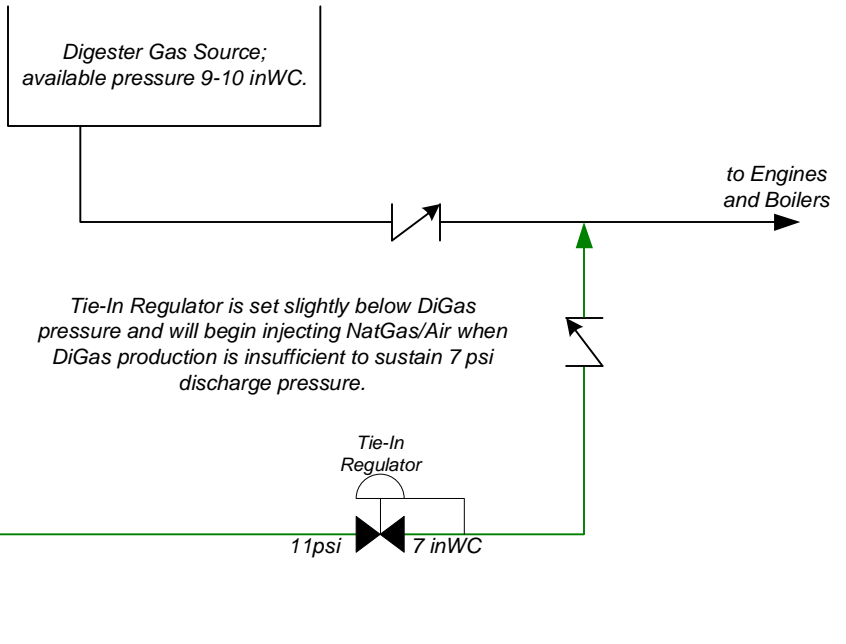 Digester Gas Source;
available pressure 9-10 inWC.
to Engines
and Boilers
Tie-In Regulator is set slightly below DiGas
pressure and will begin injecting NatGas/Air when
DiGas production is insufficient to sustain 7 psi
discharge pressure.
Tie-In
Regulator
11psi
7 inWC